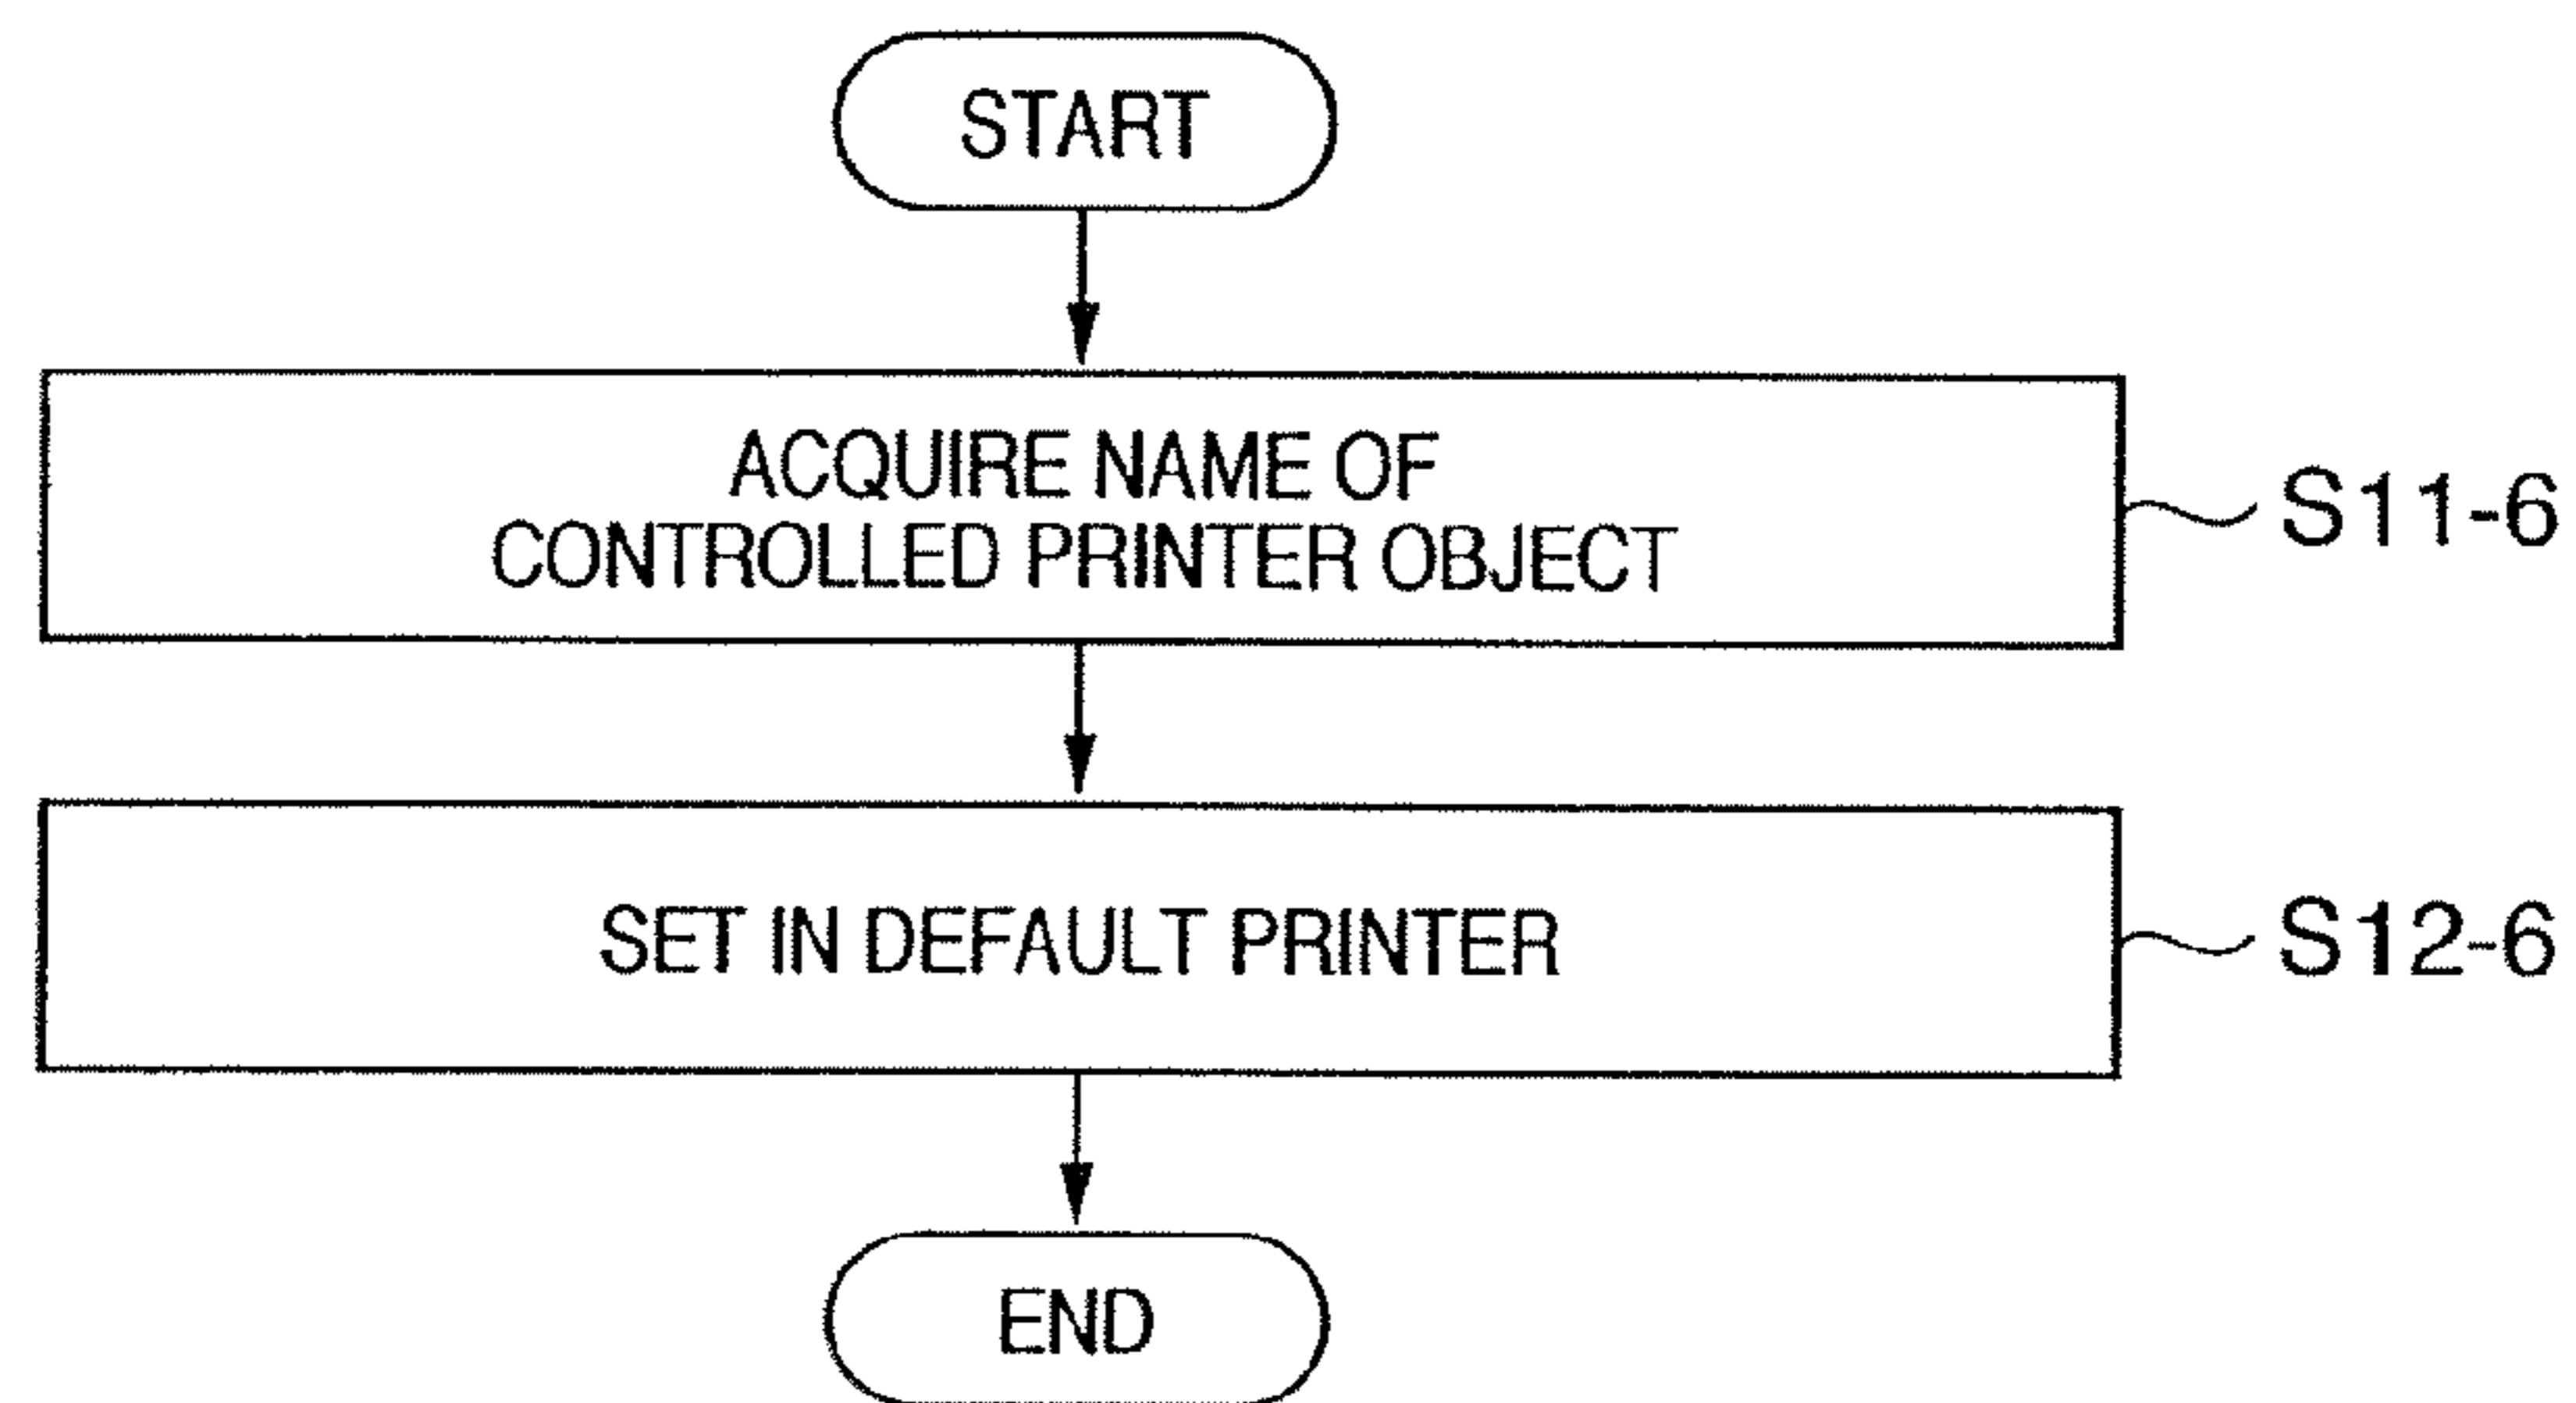 START
ACQUIRE NAME OF
CONTROLLED PRINTER OBJECT
S11-6
SET IN DEFAULT PRINTER
S12-6
END